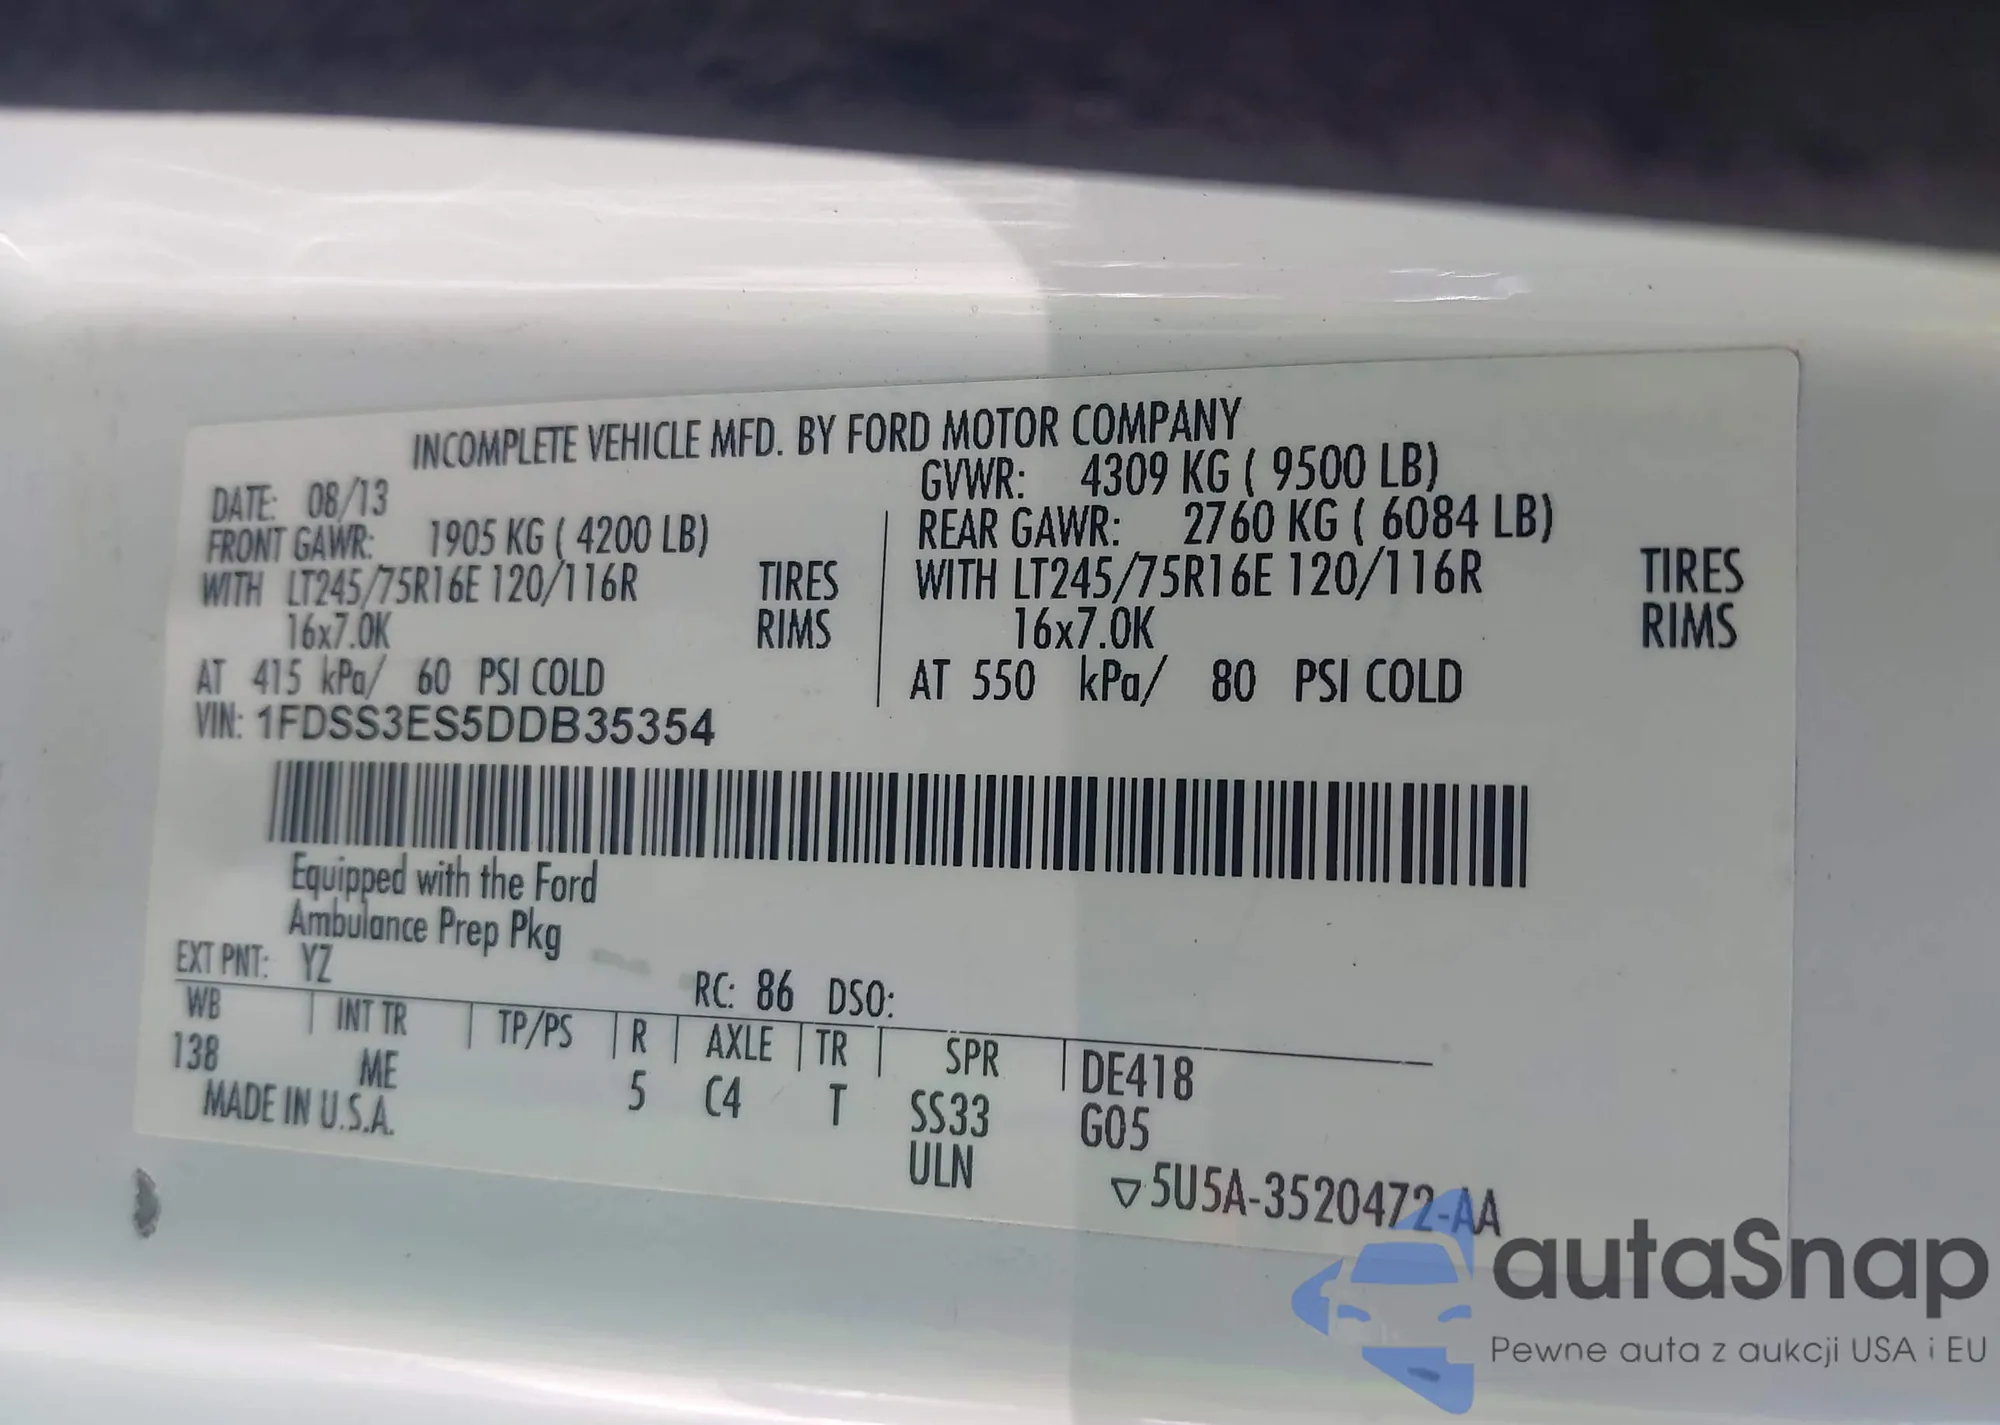 INCOMPLETE VEHICLE MFD. BY FORD MOTOR COMPANY
DATE: 08/13
GVWR: 4309 KG ( 9500 LB)
FRONT GAWR: 1905 KG ( 4200 LB)
REAR GAWR: 2760 KG ( 6084 LB)
WITH LT245/75R16E 120/116R TIRES
WITH LT245/75R16E 120/116R TIRES
16x7.0K RIMS
16x7.0K RIMS
AT 415 kPa/ 60 PSI COLD
AT 550 kPa/ 80 PSI COLD
VIN: 1FDSS3ES5DDB35354
Equipped with the Ford
Ambulance Prep Pkg
EXT PNT: YZ RC: 86 DSO:
WB INT TR TP/PS R AXLE TR SPR DE418
138 ME 5 C4 T SS33 G05
MADE IN U.S.A. ULN
▽5U5A-3520472-AA
autaSnap
Pewne auta z aukcji USA i EU